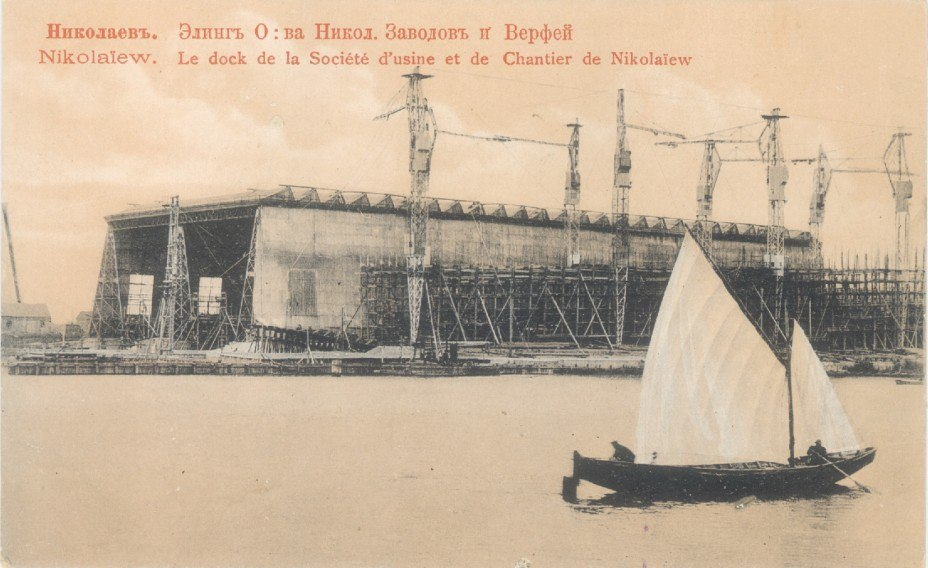 Николаевъ. Элингъ О:ва Никол. Заводовъ и Верфей
Nikolaïew. Le dock de la Société d'usine et de Chantier de Nikolaïew